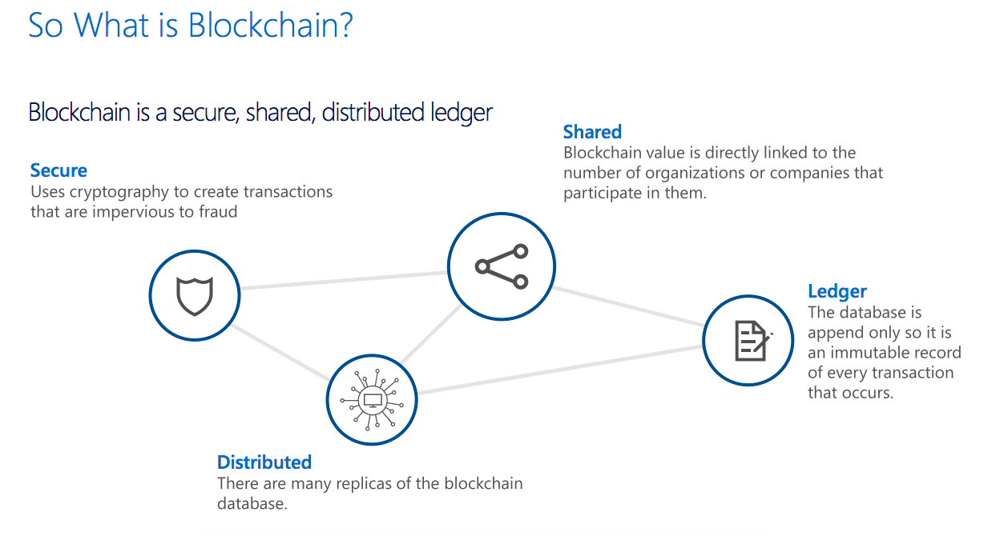 So What is Blockchain?
Blockchain is a secure, shared, distributed ledger
Shared
Blockchain value is directly linked to the
number of organizations or companies that
participate in them.
Secure
Uses cryptography to create transactions
that are impervious to fraud
Ledger
The database is
append only so it is
an immutable record
of every transaction
that occurs.
Distributed
There are many replicas of the blockchain
database.